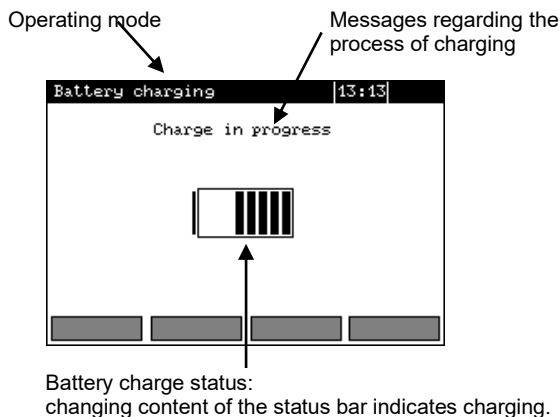 Operating mode
Messages regarding the
process of charging
Battery charging
13:13
Charge in progress
Battery charge status:
changing content of the status bar indicates charging.